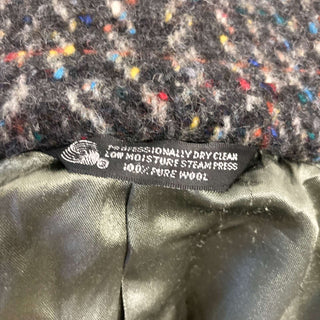 PROFESSIONALLY DRY CLEAN
LOW MOISTURE STEAM PRESS
100% PURE WOOL